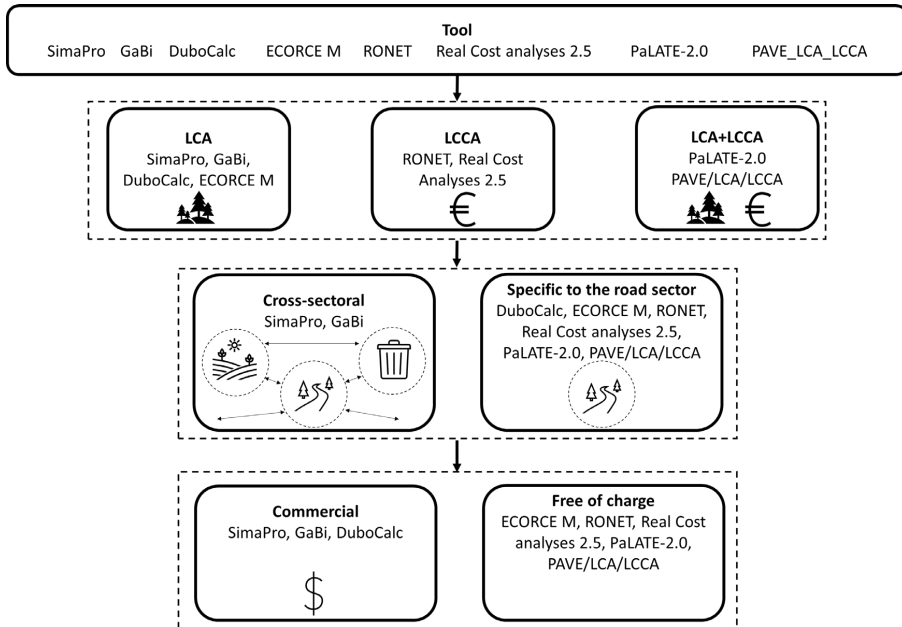 Tool
SimaPro GaBi DuboCalc ECORCE M RONET Real Cost analyses 2.5 PaLATE-2.0 PAVE_LCA_LCCA
LCA
SimaPro, GaBi,
DuboCalc, ECORCE M
LCCA
RONET, Real Cost
Analyses 2.5
€
LCA+LCCA
PaLATE-2.0
PAVE/LCA/LCCA
€
Cross-sectoral
SimaPro, GaBi
Specific to the road sector
DuboCalc, ECORCE M, RONET,
Real Cost analyses 2.5,
PaLATE-2.0, PAVE/LCA/LCCA
Commercial
SimaPro, GaBi, DuboCalc
$
Free of charge
ECORCE M, RONET, Real Cost
analyses 2.5, PaLATE-2.0,
PAVE/LCA/LCCA